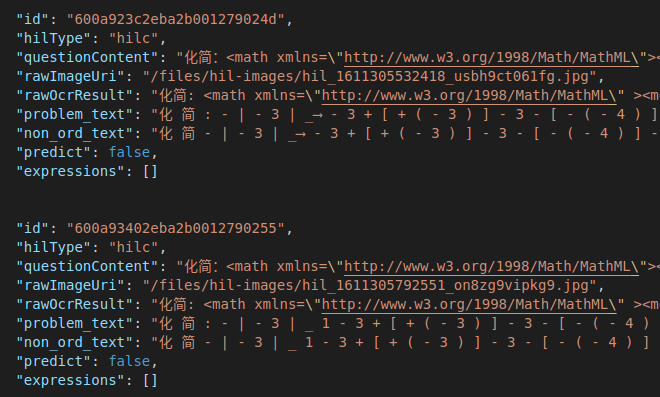 "id": "600a923c2eba2b001279024d",
"hilType": "hilc",
"questionContent": "化简：<math xmlns=\"http://www.w3.org/1998/Math/MathML\"><
"rawImageUri": "/files/hil-images/hil_1611305532418_usbh9ct061fg.jpg",
"rawOcrResult": "化简: <math xmlns=\"http://www.w3.org/1998/Math/MathML\" ><m
"problem_text": "化 简 : - | - 3 | _→ - 3 + [ + ( - 3 ) ] - 3 - [ - ( - 4 ) ]
"non_ord_text": "化 简 - | - 3 | _→ - 3 + [ + ( - 3 ) ] - 3 - [ - ( - 4 ) ] -
"predict": false,
"expressions": []
"id": "600a93402eba2b0012790255",
"hilType": "hilc",
"questionContent": "化简：<math xmlns=\"http://www.w3.org/1998/Math/MathML\"><
"rawImageUri": "/files/hil-images/hil_1611305792551_on8zg9vipkg9.jpg",
"rawOcrResult": "化简: <math xmlns=\"http://www.w3.org/1998/Math/MathML\" ><m
"problem_text": "化 简 : - | - 3 | _ 1 - 3 + [ + ( - 3 ) ] - 3 - [ - ( - 4 )
"non_ord_text": "化 简 - | - 3 | _ 1 - 3 + [ + ( - 3 ) ] - 3 - [ - ( - 4 ) ]
"predict": false,
"expressions": []